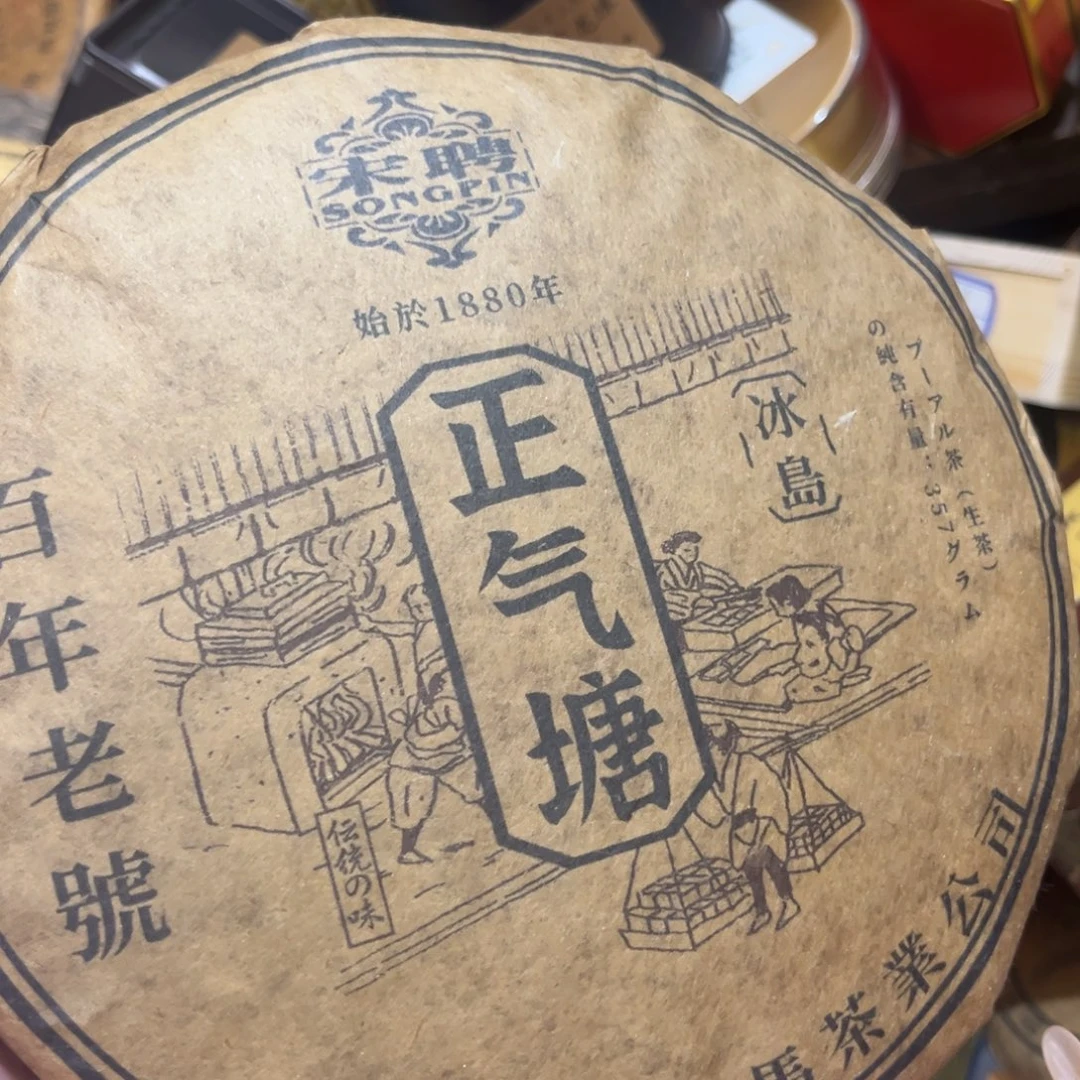 宋聘
SONGPIN
始於1880年
正气塘
冰島
プーアル茶(生茶)
の純含有量:357グラム
百年老號
伝统の味
馬茶業公司